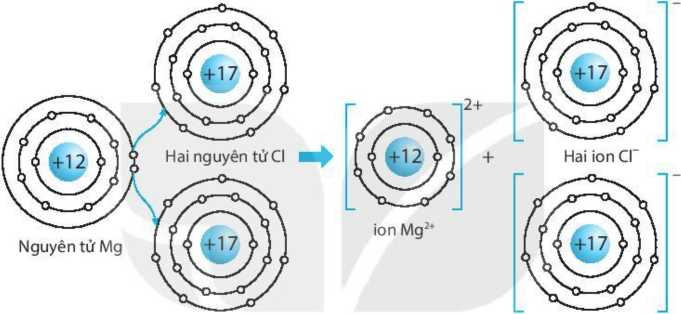 +17
+12
Nguyên tử Mg
Hai nguyên tử Cl
+17
+12
2+
ion Mg²⁺
+
+17
−
Hai ion Cl⁻
+17
−